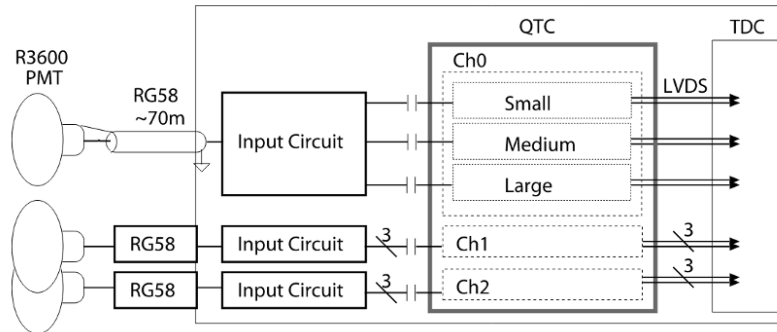 QTC
TDC
R3600
PMT
RG58
~70m
Input Circuit
Ch0
Small
Medium
Large
LVDS
RG58
Input Circuit
3
Ch1
3
RG58
Input Circuit
3
Ch2
3